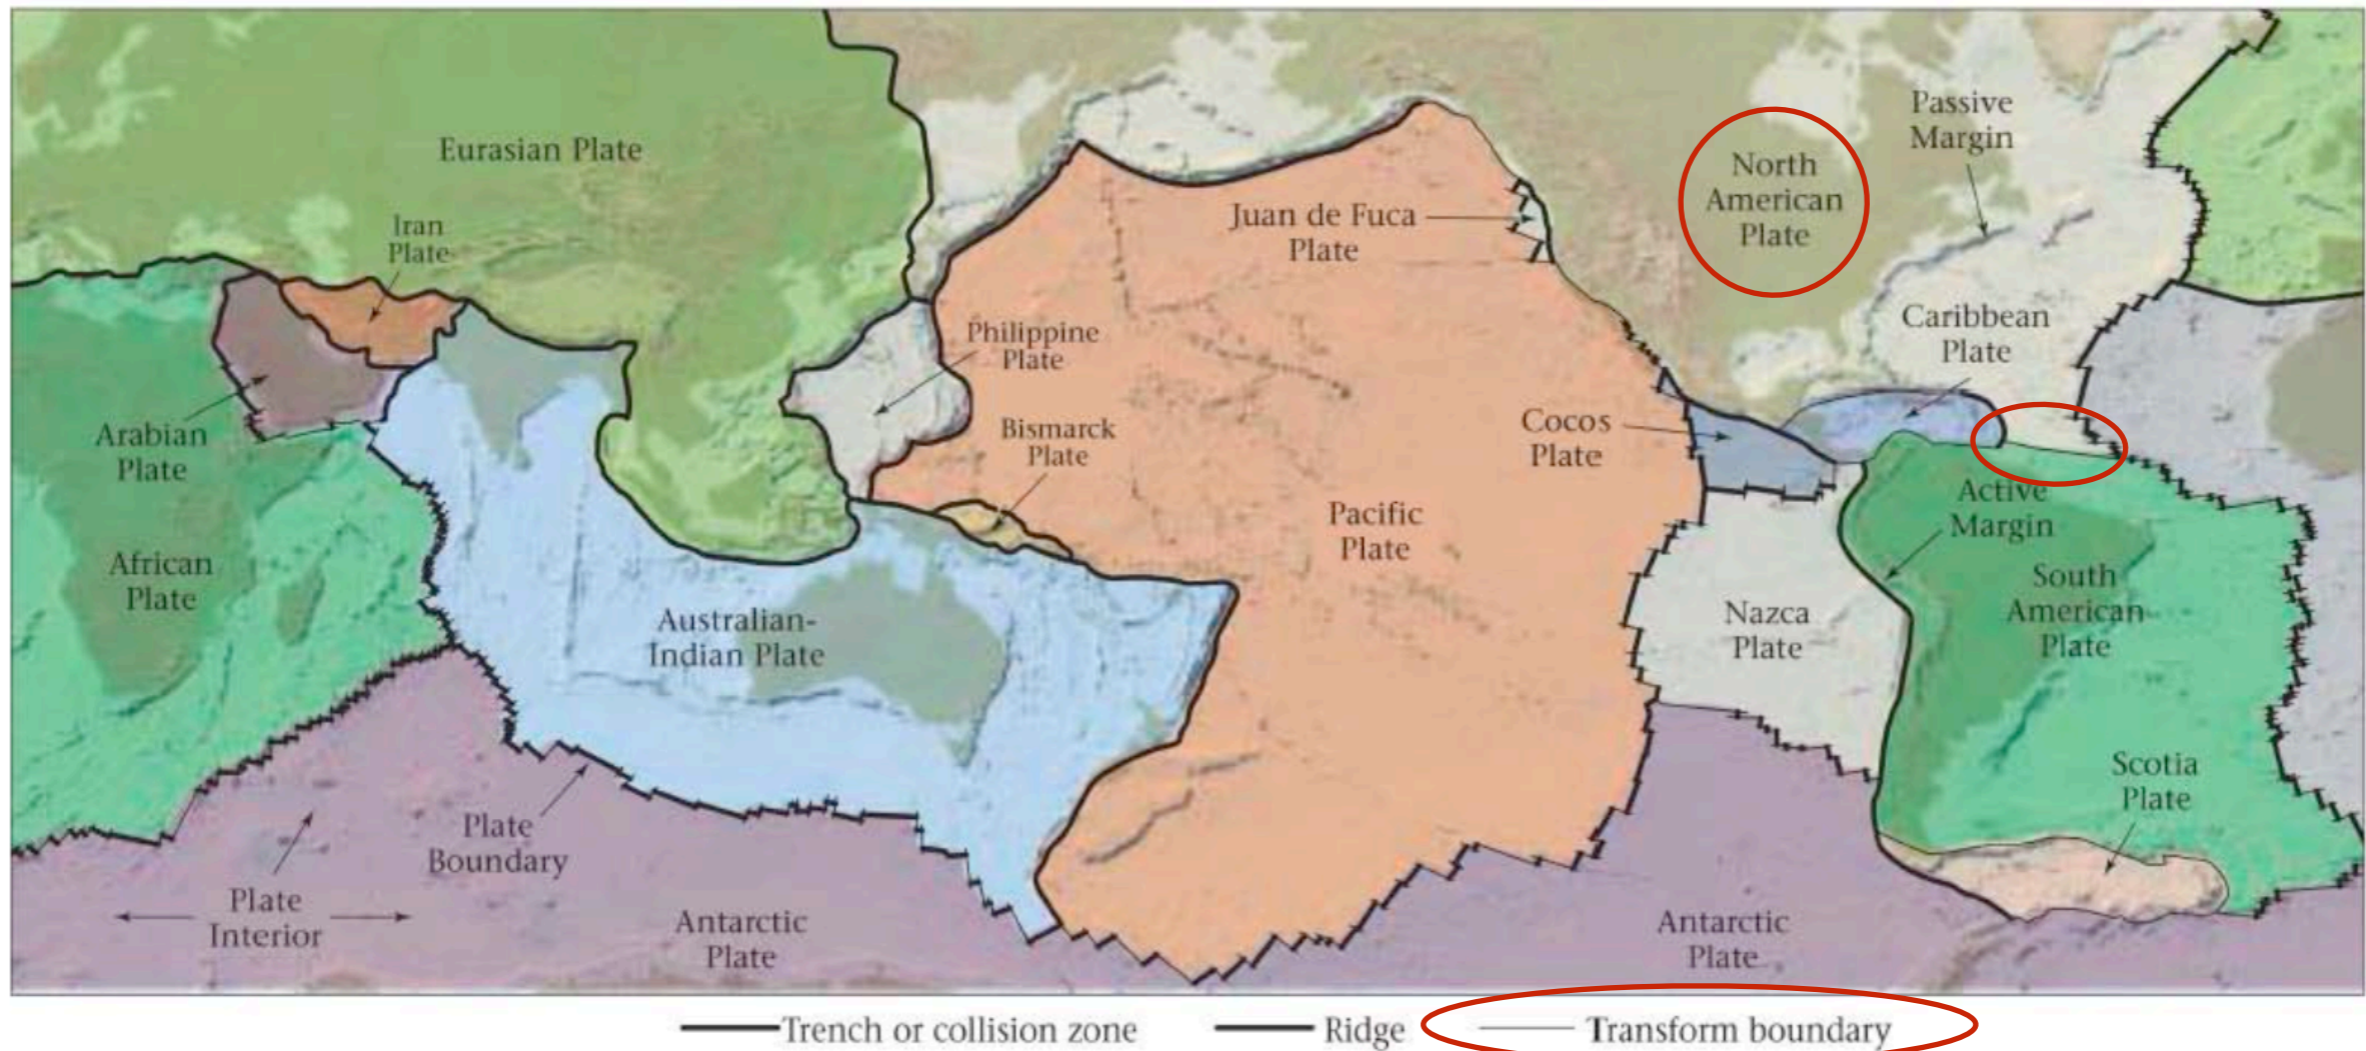 Eurasian Plate
Iran
Plate
Arabian
Plate
African
Plate
Philippine
Plate
Bismarck
Plate
Australian-
Indian Plate
Plate
Boundary
Plate
Interior
Antarctic
Plate
Juan de Fuca
Plate
Pacific
Plate
Cocos
Plate
North
American
Plate
Passive
Margin
Caribbean
Plate
Active
Margin
South
American
Plate
Nazca
Plate
Scotia
Plate
Antarctic
Plate
Trench or collision zone
Ridge
Transform boundary